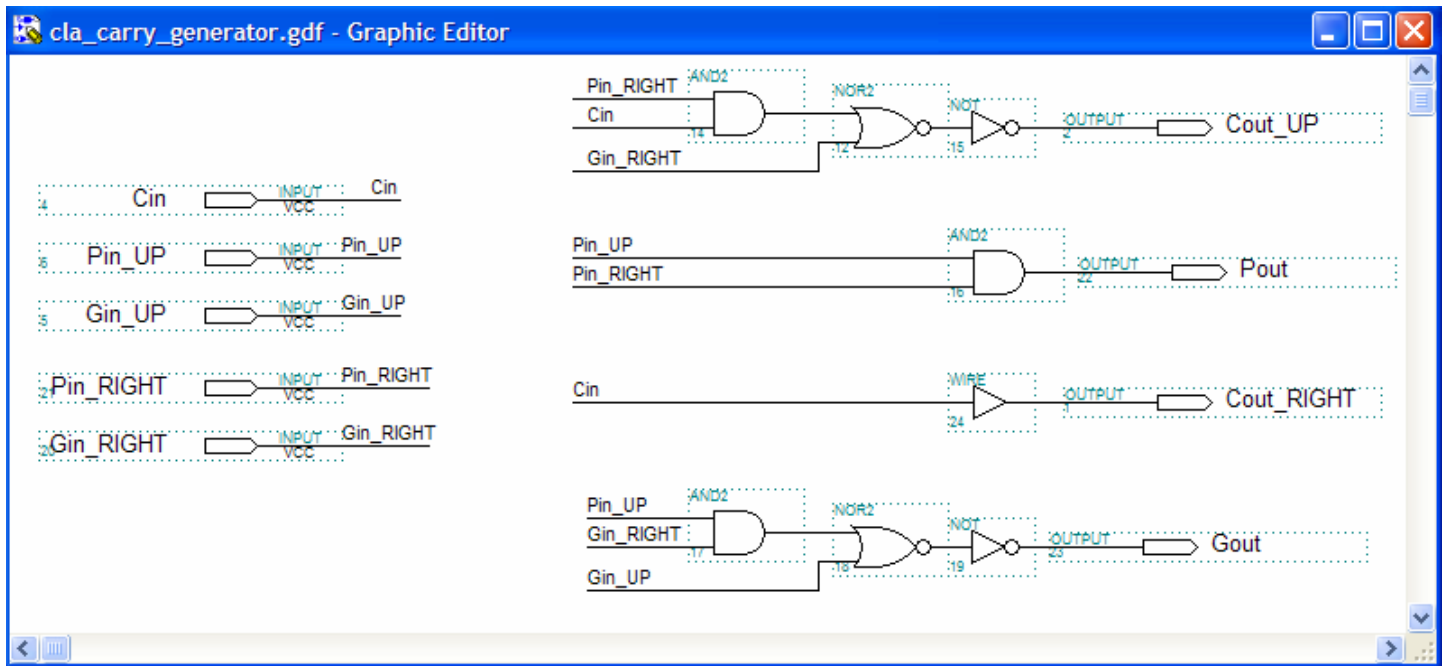 cla_carry_generator.gdf - Graphic Editor
Pin_RIGHT AND2
Cin
14
Gin_RIGHT
NOR2
12
NOT
15
OUTPUT
2
Cout_UP
4 Cin INPUT VCC Cin
6 Pin_UP INPUT VCC Pin_UP
5 Gin_UP INPUT VCC Gin_UP
21 Pin_RIGHT INPUT VCC Pin_RIGHT
20 Gin_RIGHT INPUT VCC Gin_RIGHT
Pin_UP
Pin_RIGHT
AND2
16
OUTPUT
22
Pout
Cin
WIRE
24
OUTPUT
1
Cout_RIGHT
Pin_UP AND2
Gin_RIGHT
17
Gin_UP
NOR2
18
NOT
19
OUTPUT
23
Gout